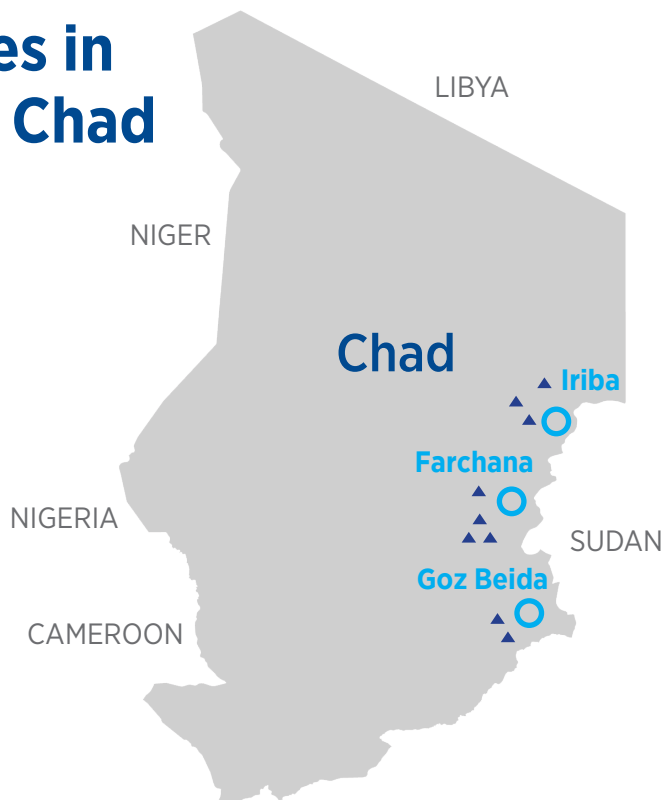 es in
Chad
LIBYA
NIGER
Chad
Iriba
Farchana
NIGERIA
SUDAN
Goz Beida
CAMEROON